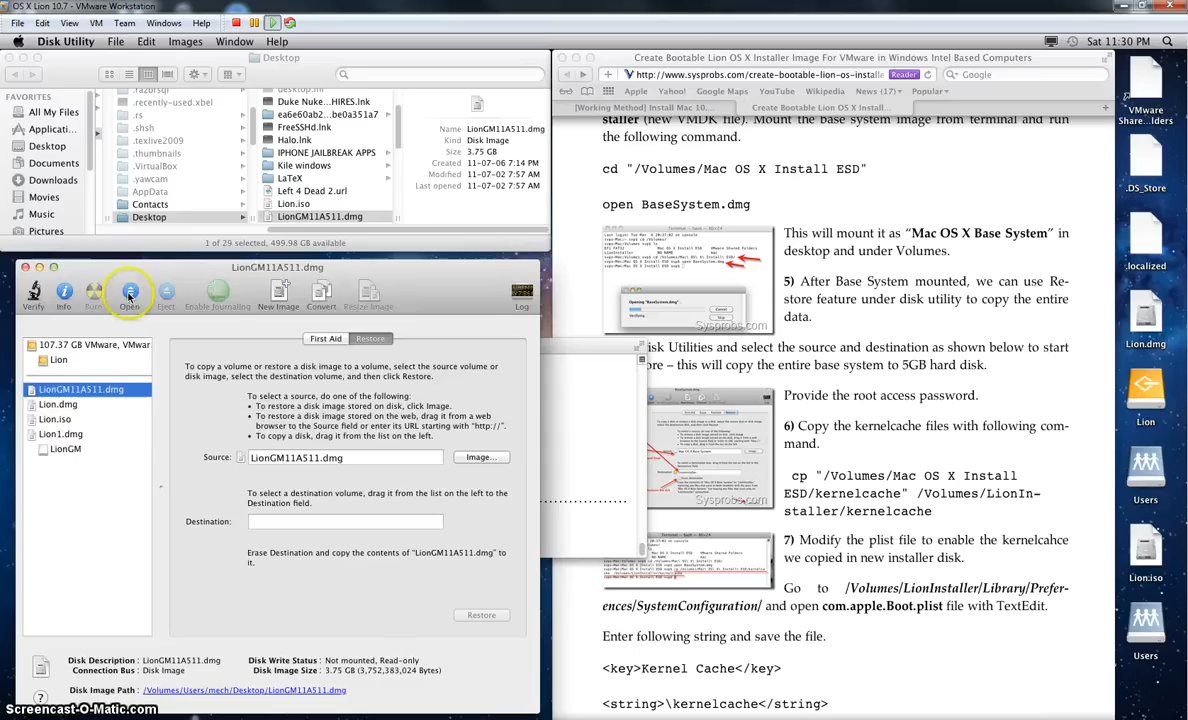 OS X Lion 10.7 - VMware Workstation
File Edit View VM Team Windows Help
Disk Utility File Edit Images Window Help
Sat 11:30 PM
Desktop
FAVORITES
All My Files
Applicati...
Desktop
Documents
Downloads
Movies
Music
Pictures
.razorsql
.recently-used.xbel
.rs
.shsh
.texlive2009
.thumbnails
.VirtualBox
.yawcam
AppData
Contacts
Desktop
desktop.ini
Duke Nuke...HIRES.lnk
ea6e60ab2...be0a351a7
FreeSSHd.lnk
Halo.lnk
IPHONE JAILBREAK APPS
Kile windows
LaTeX
Left 4 Dead 2.url
Lion.iso
LionGM11A511.dmg
Name LionGM11A511.dmg
Kind Disk Image
Size 3.75 GB
Created 11-07-06 7:14 PM
Modified 11-07-02 7:57 AM
Last opened 11-07-02 7:57 AM
1 of 29 selected, 499.98 GB available
LionGM11A511.dmg
Verify Info Burn Open Eject Enable Journaling New Image Convert Resize Image Log
107.37 GB VMware, VMwar.
Lion
LionGM11A511.dmg
Lion.dmg
Lion.iso
Lion1.dmg
LionGM
First Aid Restore
To copy a volume or restore a disk image to a volume, select the source volume or
disk image, select the destination volume, and then click Restore.
To select a source, do one of the following:
• To restore a disk image stored on disk, click Image.
• To restore a disk image stored on the web, drag it from a web
browser to the Source field or enter its URL starting with "http://".
• To copy a disk, drag it from the list on the left.
Source: LionGM11A511.dmg Image...
To select a destination volume, drag it from the list on the left to the
Destination field.
Destination:
Erase Destination and copy the contents of "LionGM11A511.dmg" to
it.
Restore
Disk Description : LionGM11A511.dmg
Connection Bus : Disk Image
Disk Write Status : Not mounted, Read-only
Disk Image Size : 3.75 GB (3,752,383,024 Bytes)
Disk Image Path : /Volumes/Users/mech/Desktop/LionGM11A511.dmg
Screencast-O-Matic.com
Create Bootable Lion OS X Installer Image For VMware in Windows Intel Based Computers
http://www.sysprobs.com/create-bootable-lion-os-installe Reader
Google
Apple Yahoo! Google Maps YouTube Wikipedia News (17) Popular
[Working Method] Install Mac 10....
Create Bootable Lion OS X Install...
staller (new VMDK file). Mount the base system image from terminal and run
the following command.
cd "/Volumes/Mac OS X Install ESD"
open BaseSystem.dmg
This will mount it as “Mac OS X Base System” in
desktop and under Volumes.
5) After Base System mounted, we can use Re-
store feature under disk utility to copy the entire
data.
Sysprobs.com
isk Utilities and select the source and destination as shown below to start
ore – this will copy the entire base system to 5GB hard disk.
Provide the root access password.
6) Copy the kernelcache files with following com-
mand.
cp "/Volumes/Mac OS X Install
ESD/kernelcache" /Volumes/LionIn-
staller/kernelcache
Sysprobs.com
7) Modify the plist file to enable the kernelcahce
we copied in new installer disk.
Go to /Volumes/LionInstaller/Library/Prefer-
ences/SystemConfiguration/ and open com.apple.Boot.plist file with TextEdit.
Enter following string and save the file.
<key>Kernel Cache</key>
<string>\kernelcache</string>
VMware
Share...lders
.DS_Store
.localized
Lion.dmg
Lion
Users
Lion.iso
Users